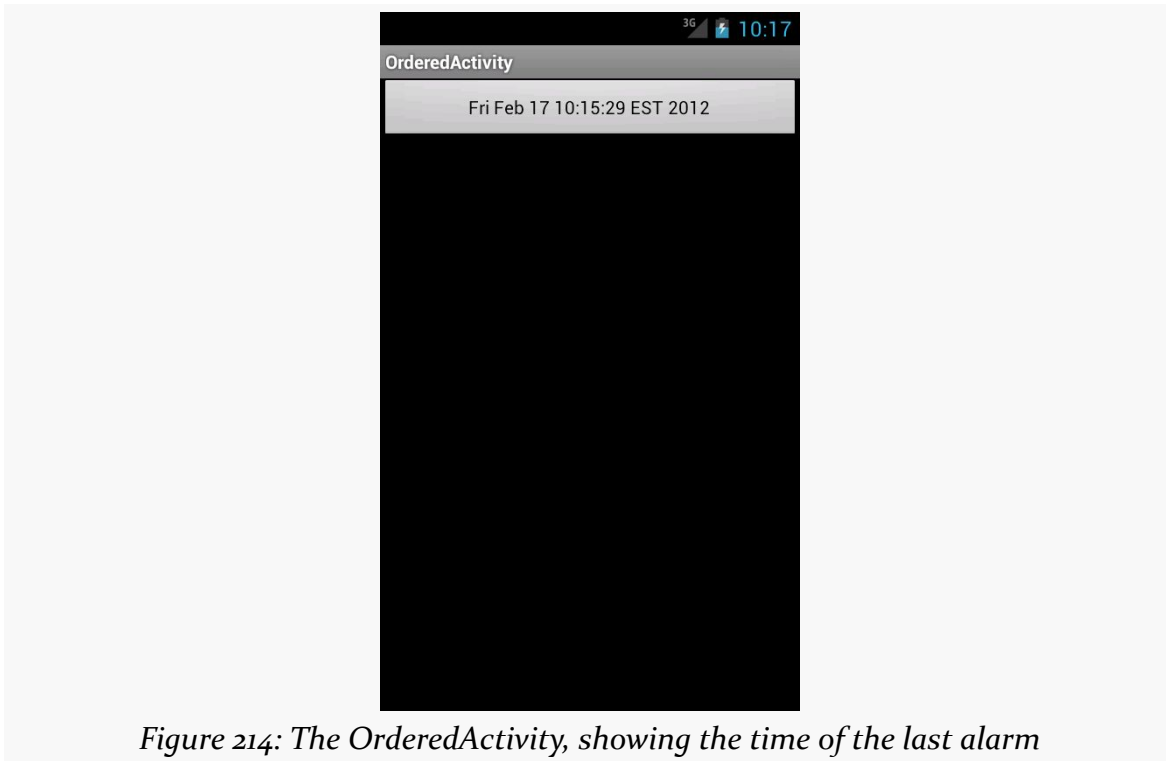 3G 10:17
OrderedActivity
Fri Feb 17 10:15:29 EST 2012
Figure 214: The OrderedActivity, showing the time of the last alarm